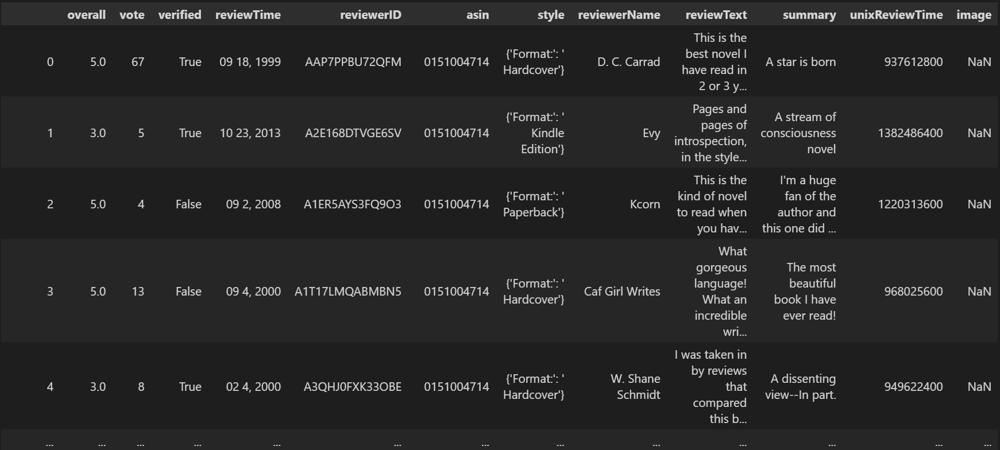 overall vote verified reviewTime reviewerID asin style reviewerName reviewText summary unixReviewTime image
0 5.0 67 True 09 18, 1999 AAP7PPBU72QFM 0151004714 {'Format:': ' Hardcover'} D. C. Carrad This is the best novel I have read in 2 or 3 y... A star is born 937612800 NaN
1 3.0 5 True 10 23, 2013 A2E168DTVGE6SV 0151004714 {'Format:': ' Kindle Edition'} Evy Pages and pages of introspection, in the style... A stream of consciousness novel 1382486400 NaN
2 5.0 4 False 09 2, 2008 A1ER5AYS3FQ9O3 0151004714 {'Format:': ' Paperback'} Kcorn This is the kind of novel to read when you hav... I'm a huge fan of the author and this one did ... 1220313600 NaN
3 5.0 13 False 09 4, 2000 A1T17LMQABMBN5 0151004714 {'Format:': ' Hardcover'} Caf Girl Writes What gorgeous language! What an incredible wri... The most beautiful book I have ever read! 968025600 NaN
4 3.0 8 True 02 4, 2000 A3QHJ0FXK33OBE 0151004714 {'Format:': ' Hardcover'} W. Shane Schmidt I was taken in by reviews that compared this b... A dissenting view--In part. 949622400 NaN
... ... ... ... ... ... ... ... ... ... ... ... ...